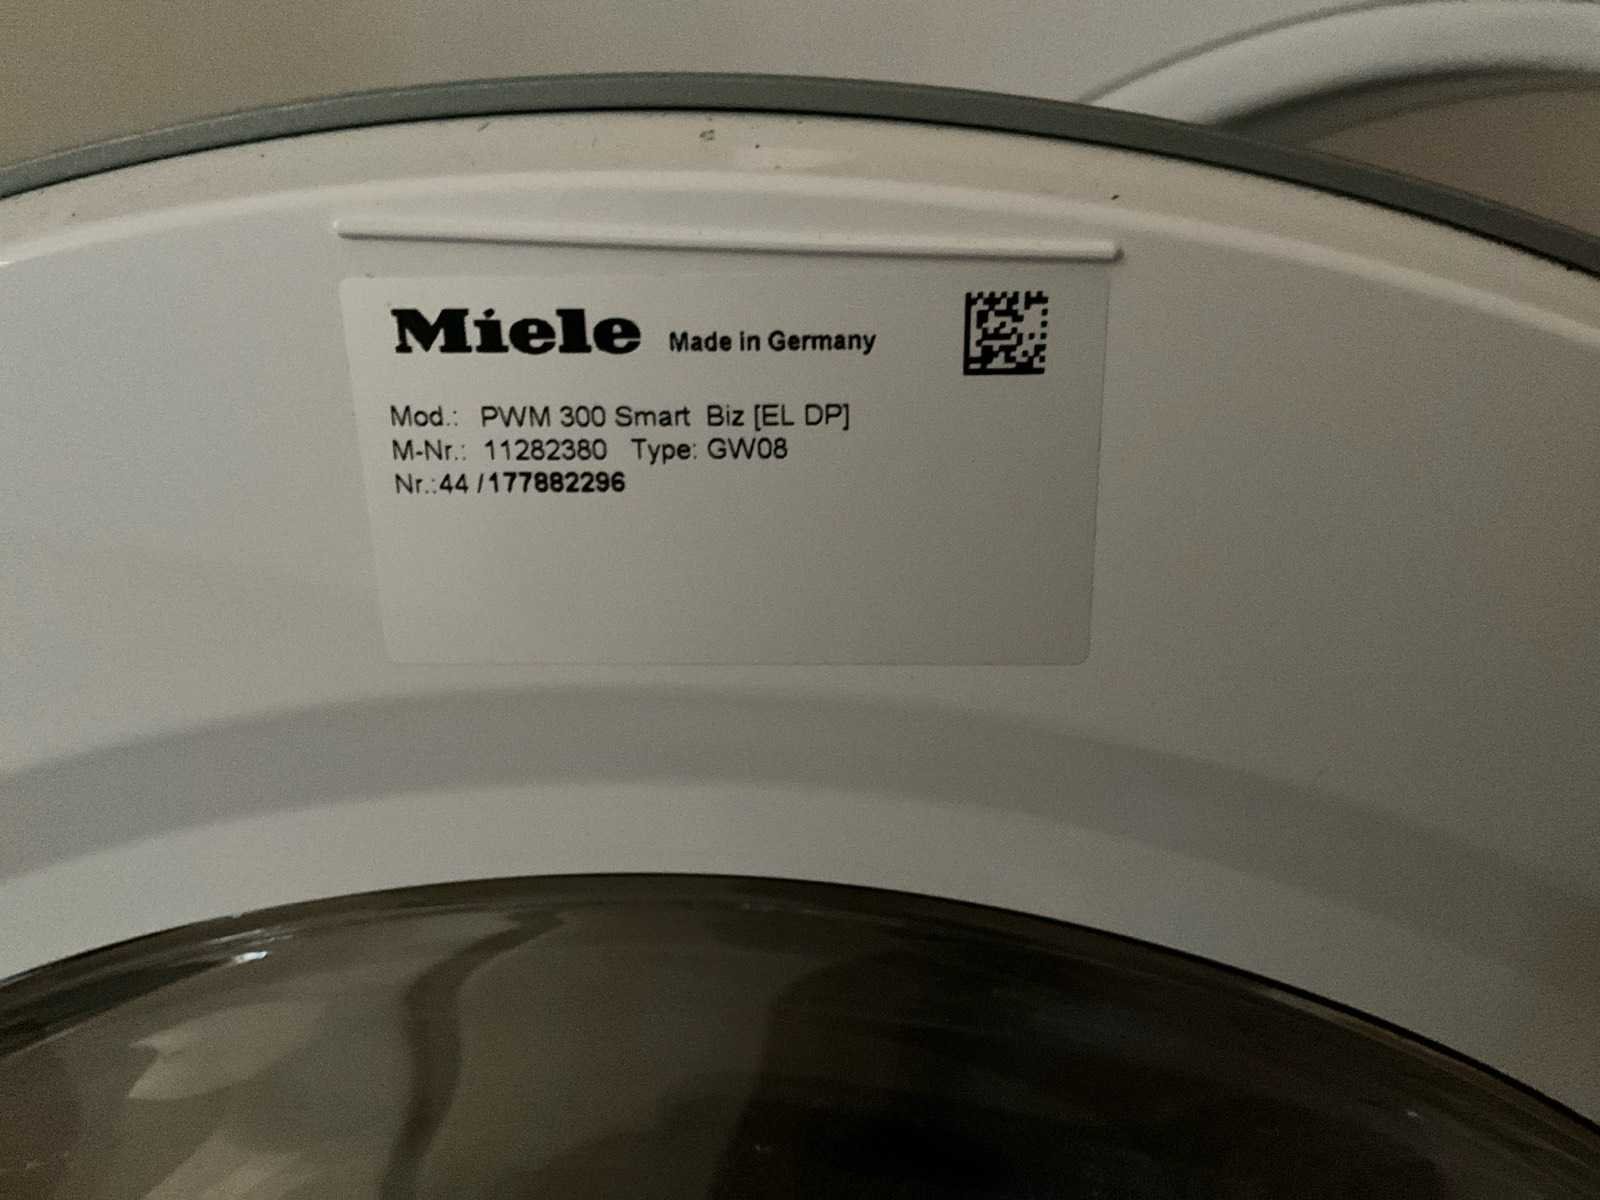 Miele Made in Germany
Mod.: PWM 300 Smart Biz [EL DP]
M-Nr.: 11282380 Type: GW08
Nr.:44 /177882296